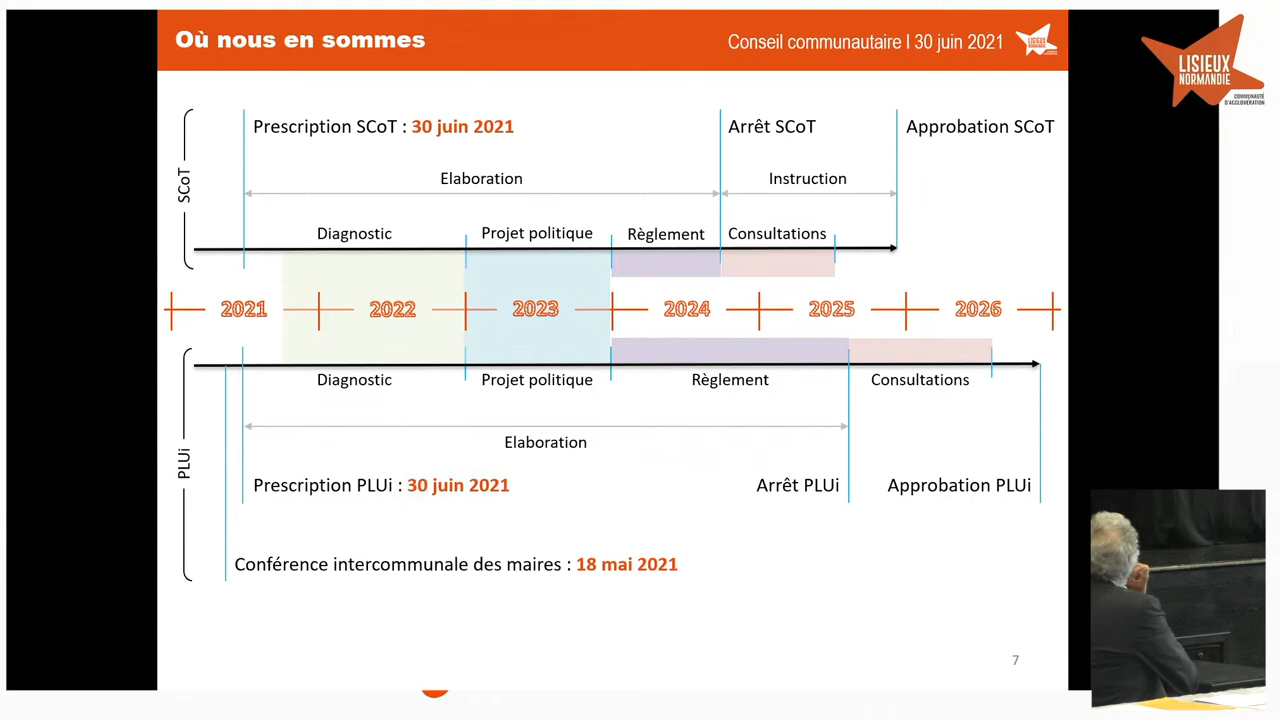 Où nous en sommes
Conseil communautaire I 30 juin 2021
LISIEUX
NORMANDIE
LISIEUX
NORMANDIE
COMMUNAUTÉ
D'AGGLOMÉRATION
SCoT
Prescription SCoT : 30 juin 2021
Arrêt SCoT
Approbation SCoT
Elaboration
Instruction
Diagnostic
Projet politique
Règlement
Consultations
2021
2022
2023
2024
2025
2026
PLUi
Diagnostic
Projet politique
Règlement
Consultations
Elaboration
Prescription PLUi : 30 juin 2021
Arrêt PLUi
Approbation PLUi
Conférence intercommunale des maires : 18 mai 2021
7